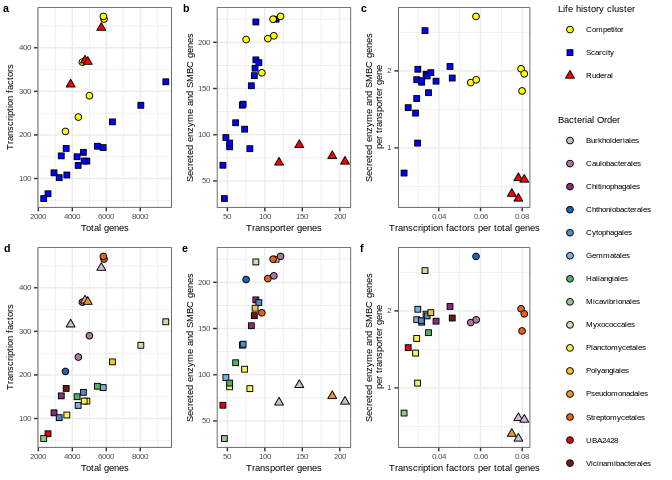 a
b
c
Life history cluster
Competitor
Scarcity
Ruderal
Transcription factors
400
300
200
100
2000
4000
6000
8000
Total genes
Secreted enzyme and SMBC genes
200
150
100
50
50
100
150
200
Transporter genes
Secreted enzyme and SMBC genes
per transporter gene
2
1
0.04
0.06
0.08
Transcription factors per total genes
Bacterial Order
Burkholderiales
Caulobacterales
Chitinophagales
Chthoniobacterales
Cytophagales
Gemmatales
Haliangiales
Micavibrionales
Myxococcales
Planctomycetales
Polyangiales
Pseudomonadales
Streptomycetales
UBA2428
Vicinamibacterales
d
e
f
Transcription factors
400
300
200
100
2000
4000
6000
8000
Total genes
Secreted enzyme and SMBC genes
200
150
100
50
50
100
150
200
Transporter genes
Secreted enzyme and SMBC genes
per transporter gene
2
1
0.04
0.06
0.08
Transcription factors per total genes